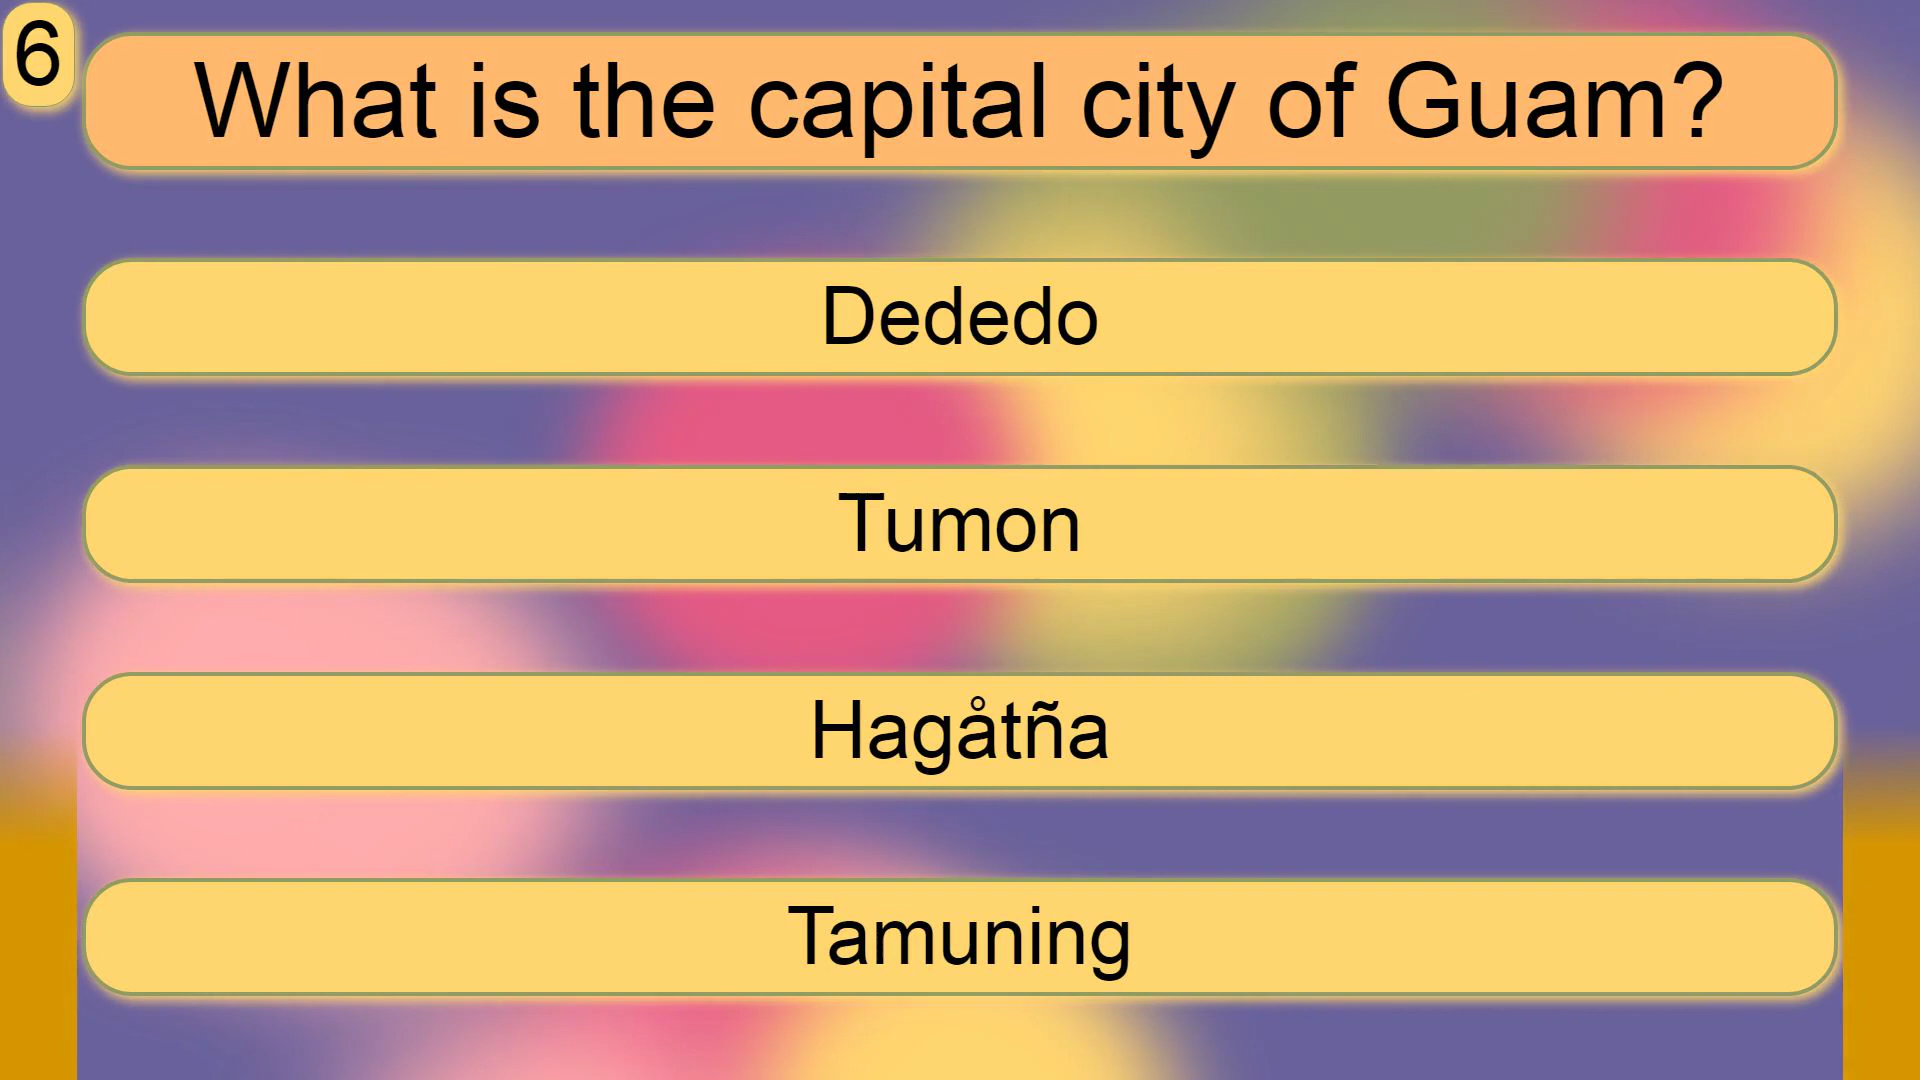 6
What is the capital city of Guam?
Dededo
Tumon
Hagåtña
Tamuning